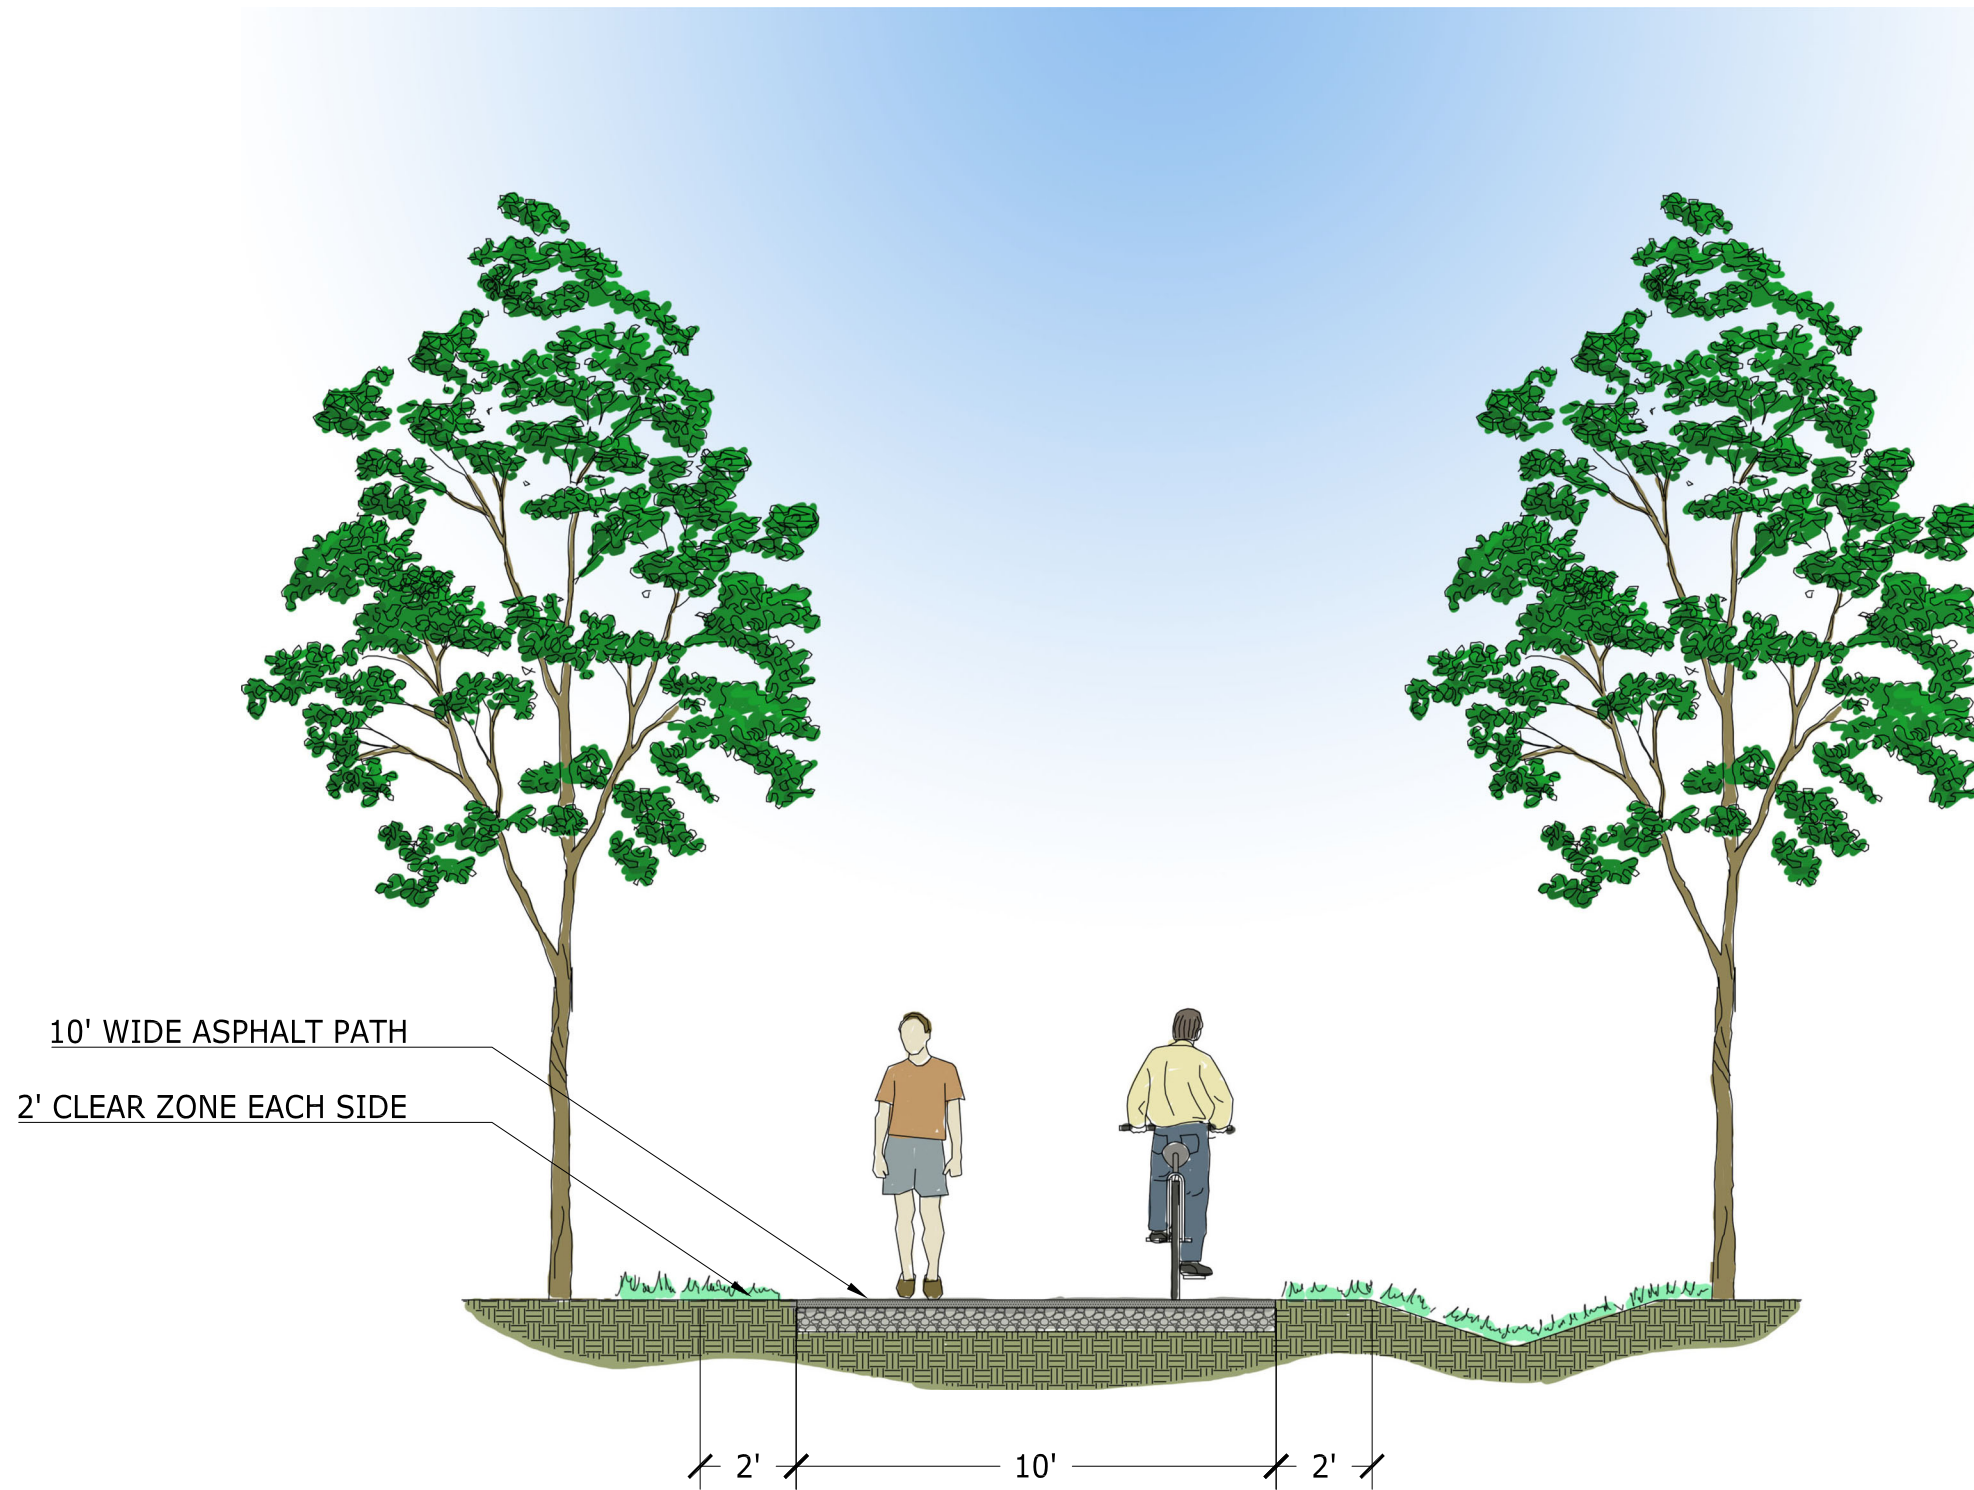 10' WIDE ASPHALT PATH
2' CLEAR ZONE EACH SIDE
2' 10' 2'